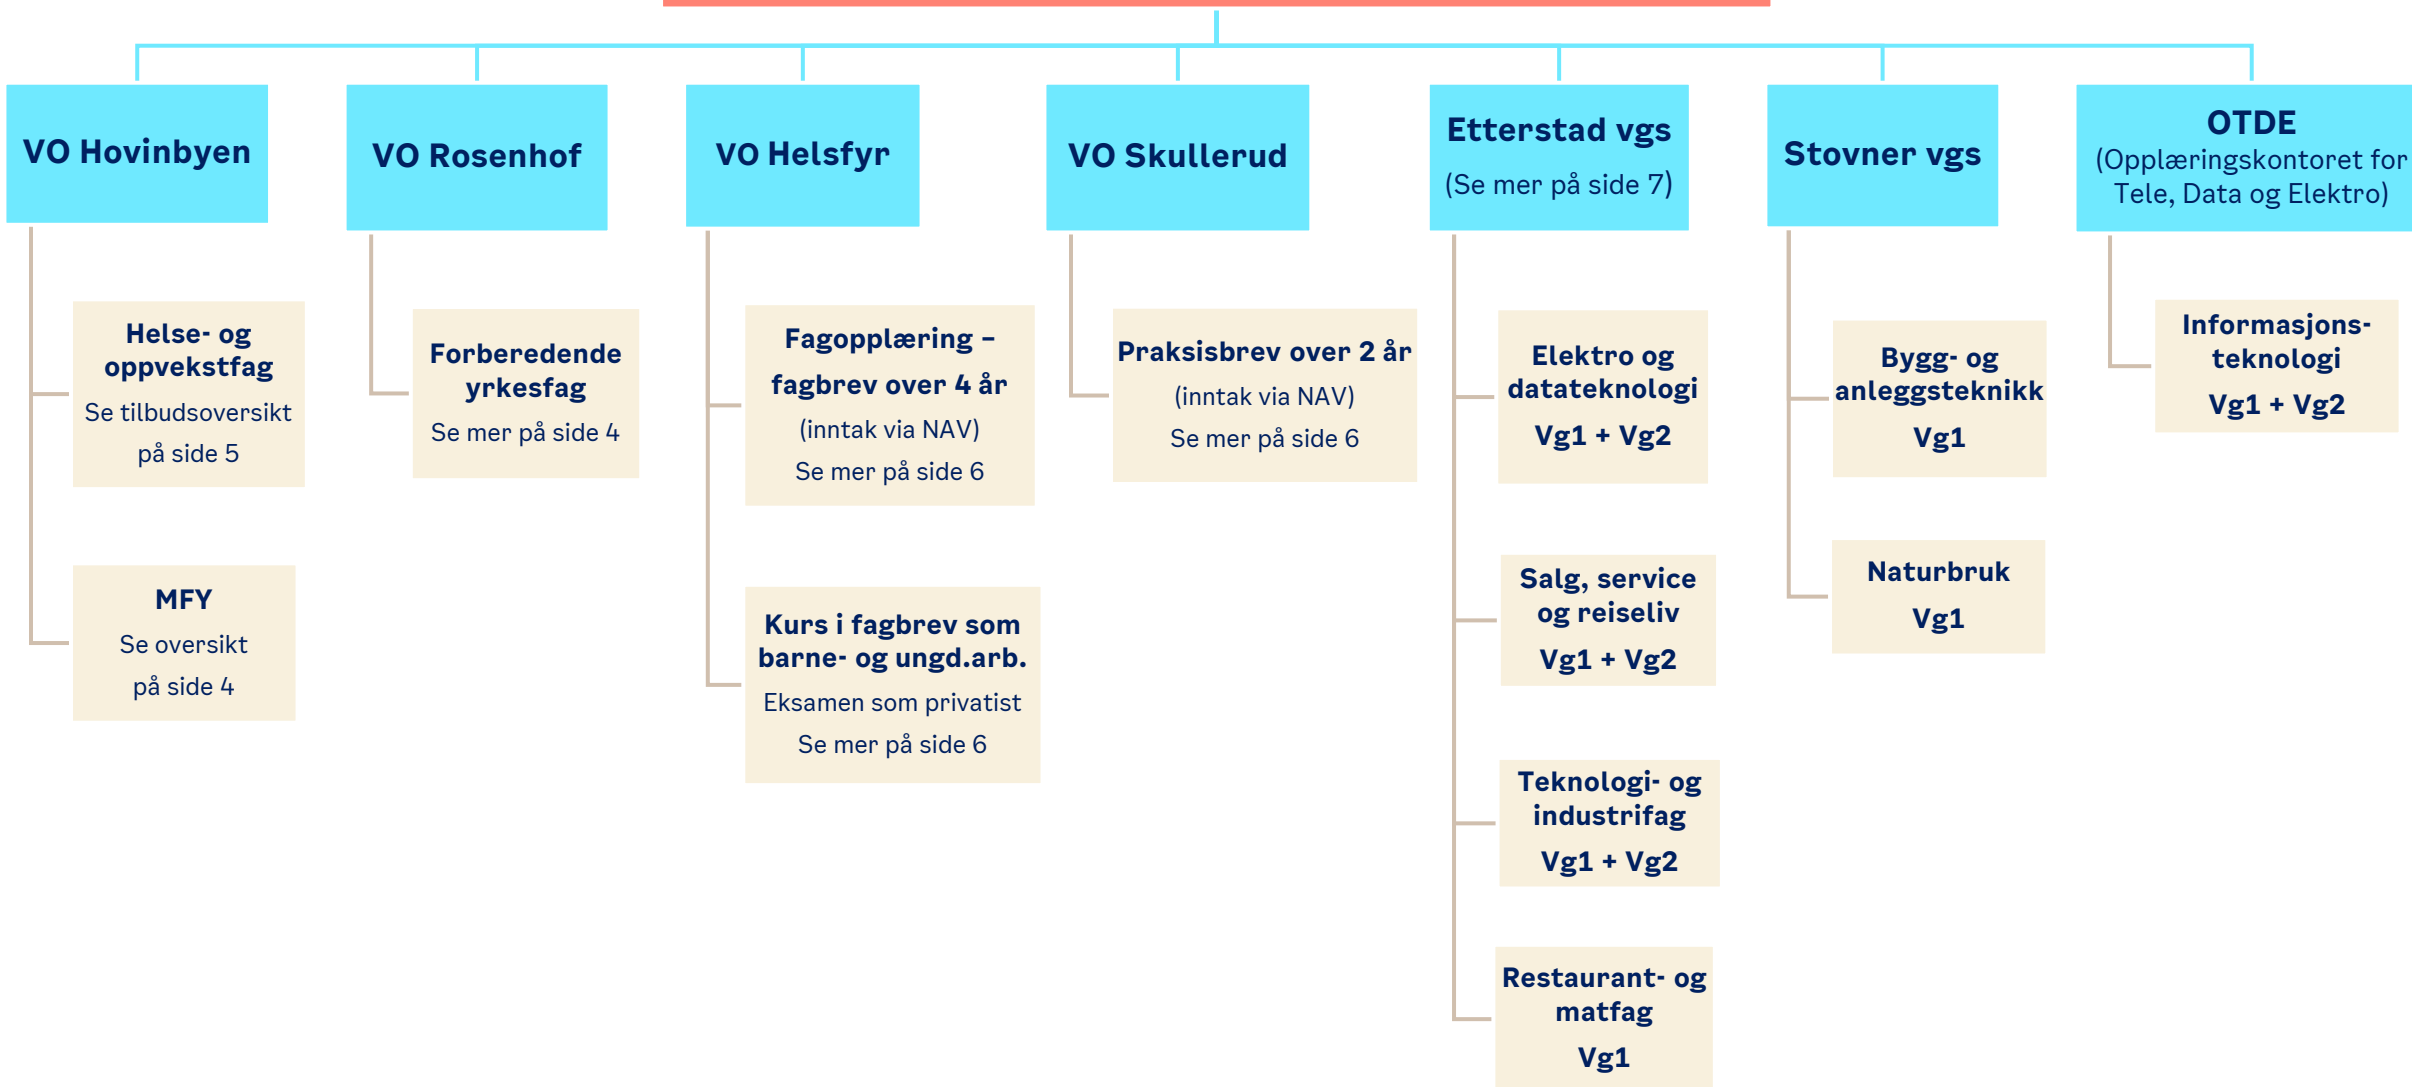 VO Hovinbyen
VO Rosenhof
VO Helsfyr
VO Skullerud
Etterstad vgs
(Se mer på side 7)
Stovner vgs
OTDE
(Opplæringskontoret for
Tele, Data og Elektro)
Helse- og
oppvekstfag
Se tilbudsoversikt
på side 5
MFY
Se oversikt
på side 4
Forberedende
yrkesfag
Se mer på side 4
Fagopplæring –
fagbrev over 4 år
(inntak via NAV)
Se mer på side 6
Kurs i fagbrev som
barne- og ungd.arb.
Eksamen som privatist
Se mer på side 6
Praksisbrev over 2 år
(inntak via NAV)
Se mer på side 6
Elektro og
datateknologi
Vg1 + Vg2
Salg, service
og reiseliv
Vg1 + Vg2
Teknologi- og
industrifag
Vg1 + Vg2
Restaurant- og
matfag
Vg1
Bygg- og
anleggsteknikk
Vg1
Naturbruk
Vg1
Informasjons-
teknologi
Vg1 + Vg2